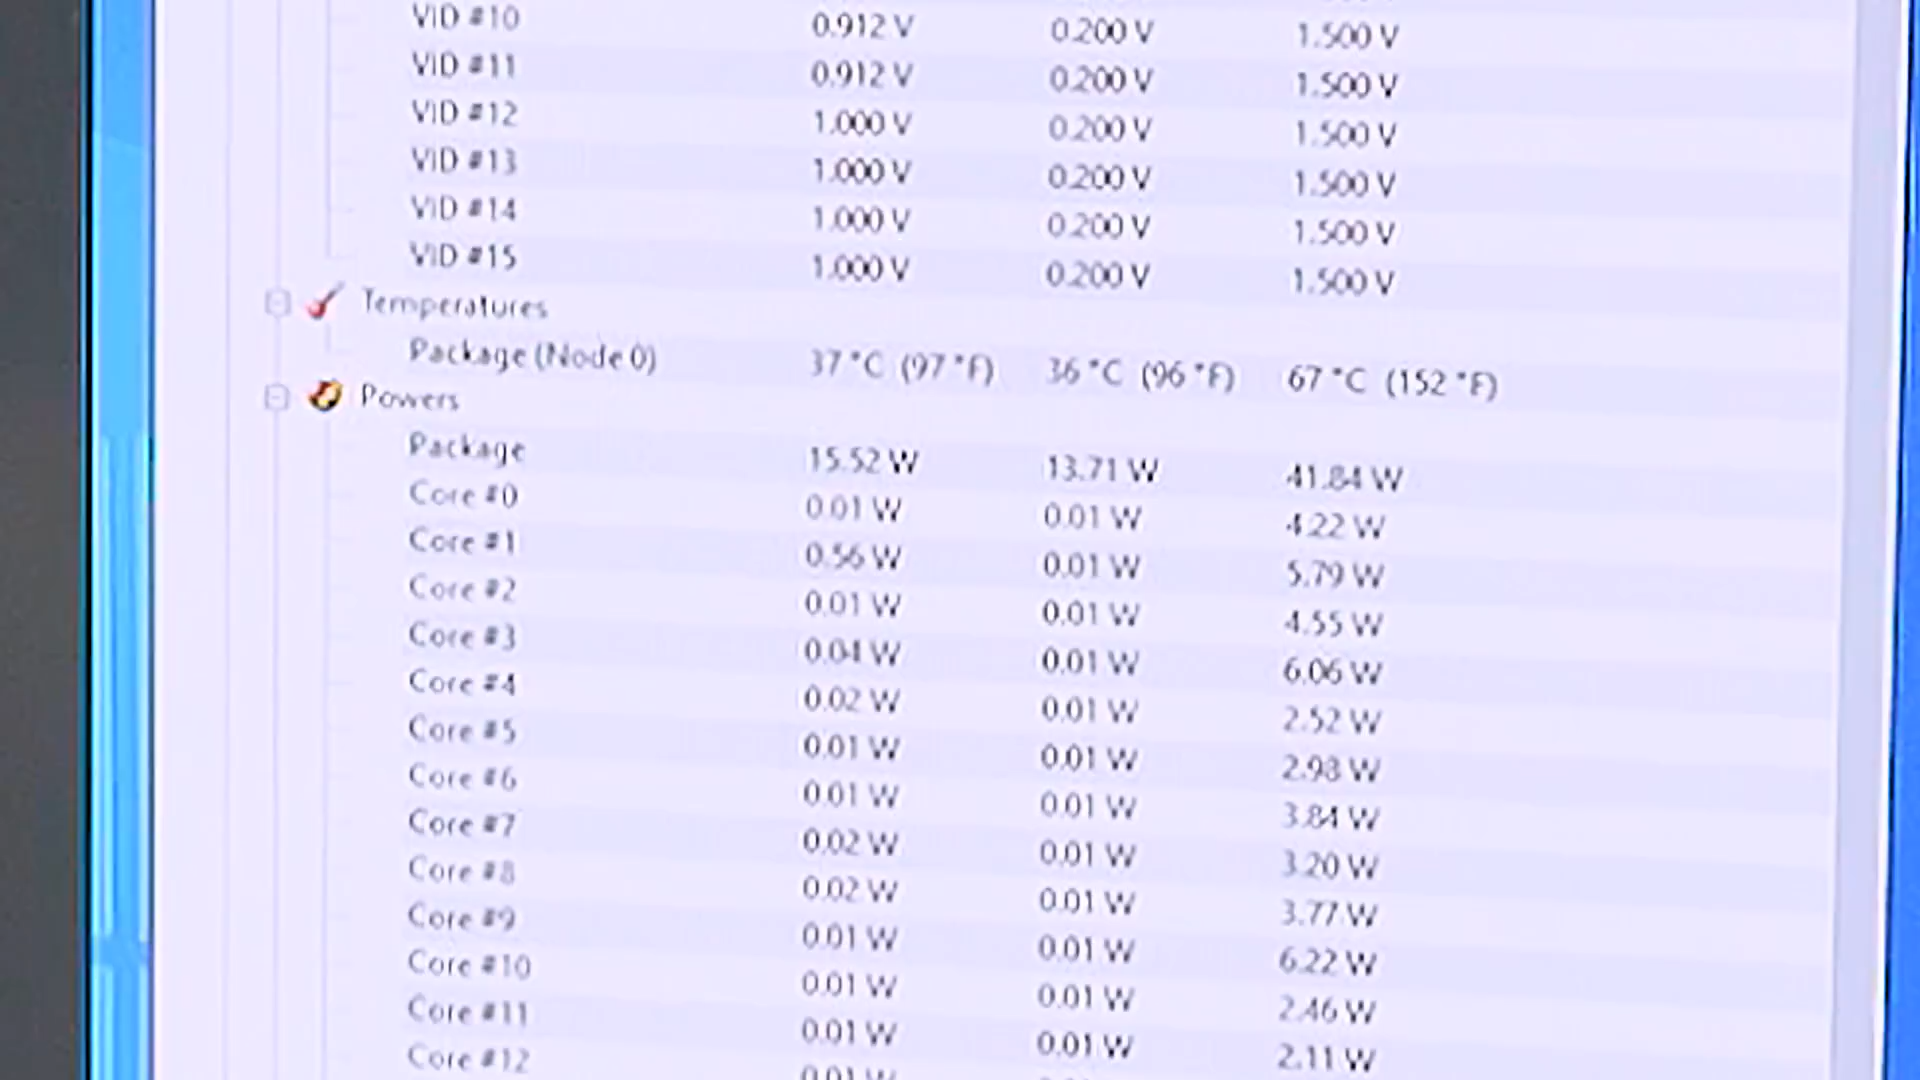 VID #10 0.912 V 0.200 V 1.500 V
VID #11 0.912 V 0.200 V 1.500 V
VID #12 1.000 V 0.200 V 1.500 V
VID #13 1.000 V 0.200 V 1.500 V
VID #14 1.000 V 0.200 V 1.500 V
VID #15 1.000 V 0.200 V 1.500 V
Temperatures
Package (Node 0) 37 °C (97 °F) 36 °C (96 °F) 67 °C (152 °F)
Powers
Package 15.52 W 13.71 W 41.84 W
Core #0 0.01 W 0.01 W 4.22 W
Core #1 0.56 W 0.01 W 5.79 W
Core #2 0.01 W 0.01 W 4.55 W
Core #3 0.04 W 0.01 W 6.06 W
Core #4 0.02 W 0.01 W 2.52 W
Core #5 0.01 W 0.01 W 2.98 W
Core #6 0.01 W 0.01 W 3.84 W
Core #7 0.02 W 0.01 W 3.20 W
Core #8 0.02 W 0.01 W 3.77 W
Core #9 0.01 W 0.01 W 6.22 W
Core #10 0.01 W 0.01 W 2.46 W
Core #11 0.01 W 0.01 W 2.11 W
Core #12 0.01 W